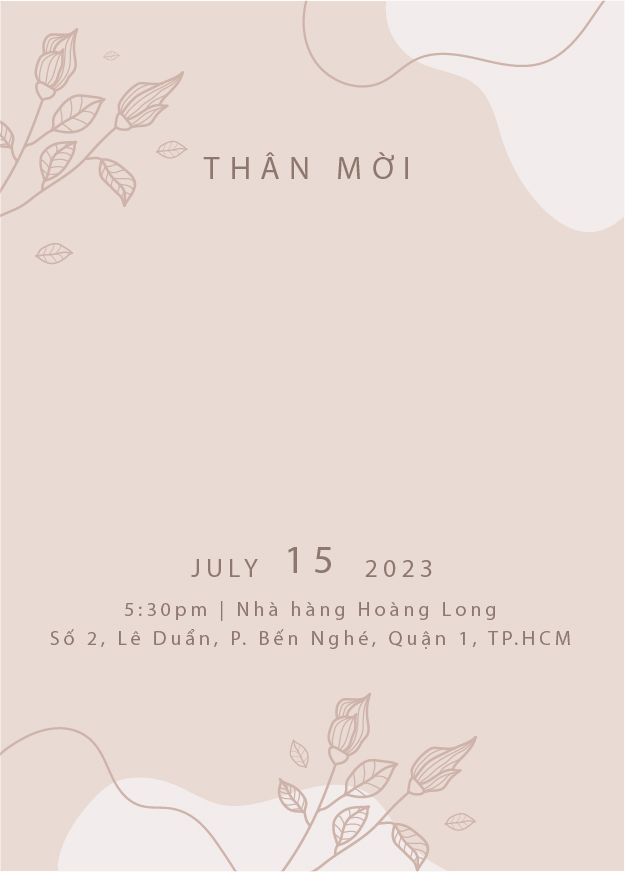 THÂN MỜI
JULY 15 2023
5:30pm | Nhà hàng Hoàng Long
Số 2, Lê Duẩn, P. Bến Nghé, Quận 1, TP.HCM